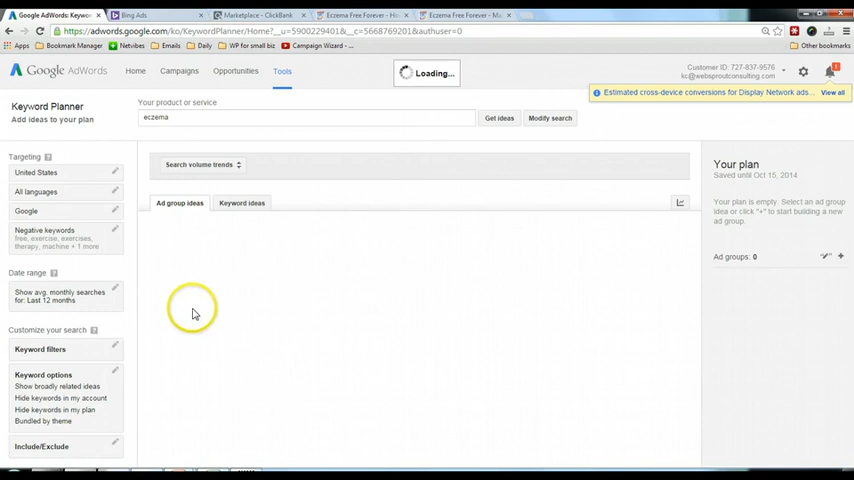 Google AdWords: Keywo
Bing Ads
Marketplace - ClickBank
Eczema Free Forever - Ho
Eczema Free Forever - Ma
https://adwords.google.com/ko/KeywordPlanner/Home?__u=5900229401&__c=5668769201&authuser=0
Apps
Bookmark Manager
Netvibes
Emails
Daily
WP for small biz
Campaign Wizard -
Other bookmarks
Google AdWords
Home
Campaigns
Opportunities
Tools
Loading...
Customer ID: 727-837-9576
kc@websproutconsulting.com
Estimated cross-device conversions for Display Network ads...
View all
Keyword Planner
Add ideas to your plan
Your product or service
eczema
Get ideas
Modify search
Targeting ?
United States
All languages
Google
Negative keywords
free, exercise, exercises,
therapy, machine + 1 more
Date range ?
Show avg. monthly searches
for: Last 12 months
Customize your search ?
Keyword filters
Keyword options
Show broadly related ideas
Hide keywords in my account
Hide keywords in my plan
Bundled by theme
Include/Exclude
Search volume trends
Ad group ideas
Keyword ideas
Your plan
Saved until Oct 15, 2014
Your plan is empty. Select an ad group
idea or click "+" to start building a new
ad group.
Ad groups: 0